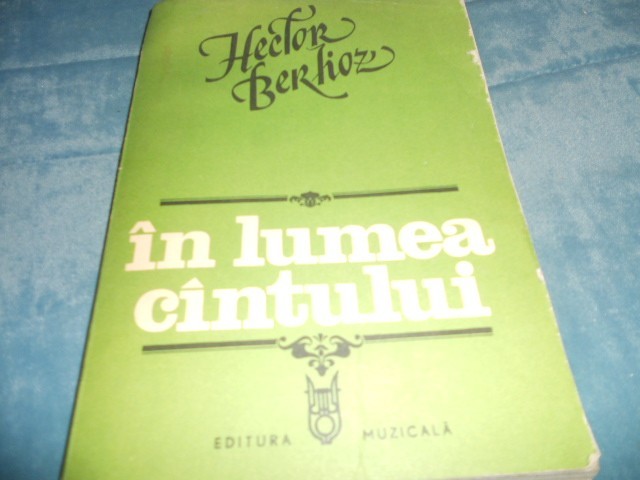 Hector
Berlioz
în lumea
cîntului
EDITURA MUZICALĂ